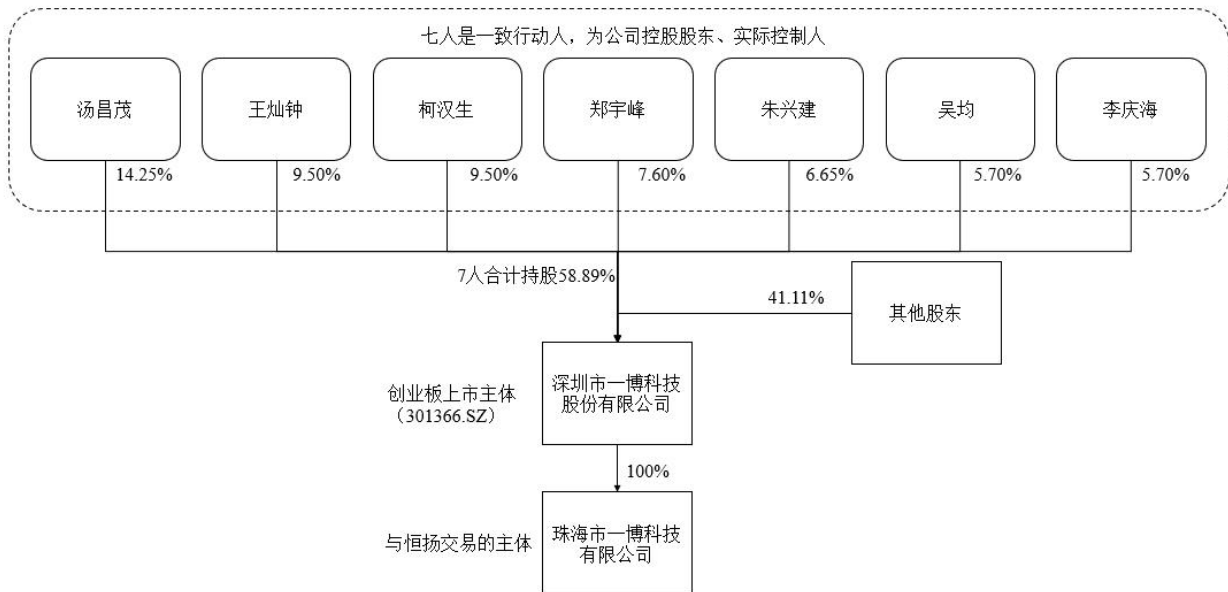 七人是一致行动人，为公司控股股东、实际控制人
汤昌茂
王灿钟
柯汉生
郑宇峰
朱兴建
吴均
李庆海
14.25%
9.50%
9.50%
7.60%
6.65%
5.70%
5.70%
7人合计持股58.89%
41.11%
其他股东
创业板上市主体
（301366.SZ）
深圳市一博科技
股份有限公司
100%
与恒扬交易的主体
珠海市一博科技
有限公司